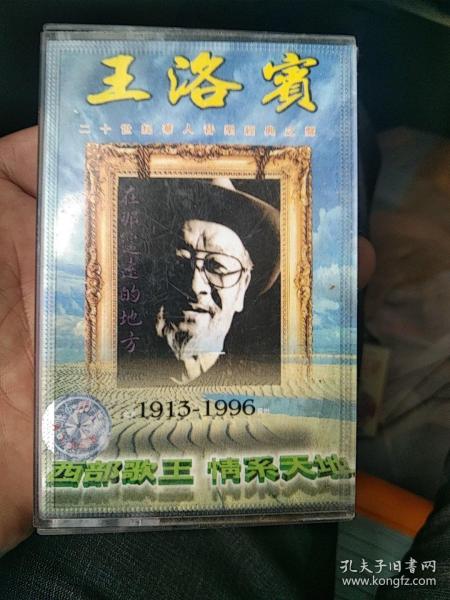 王洛賓
二十世紀華人音樂經典之聲
在那遥远的地方
1913-1996
西部歌王 情系天地
孔夫子旧书网
www.kongfz.com